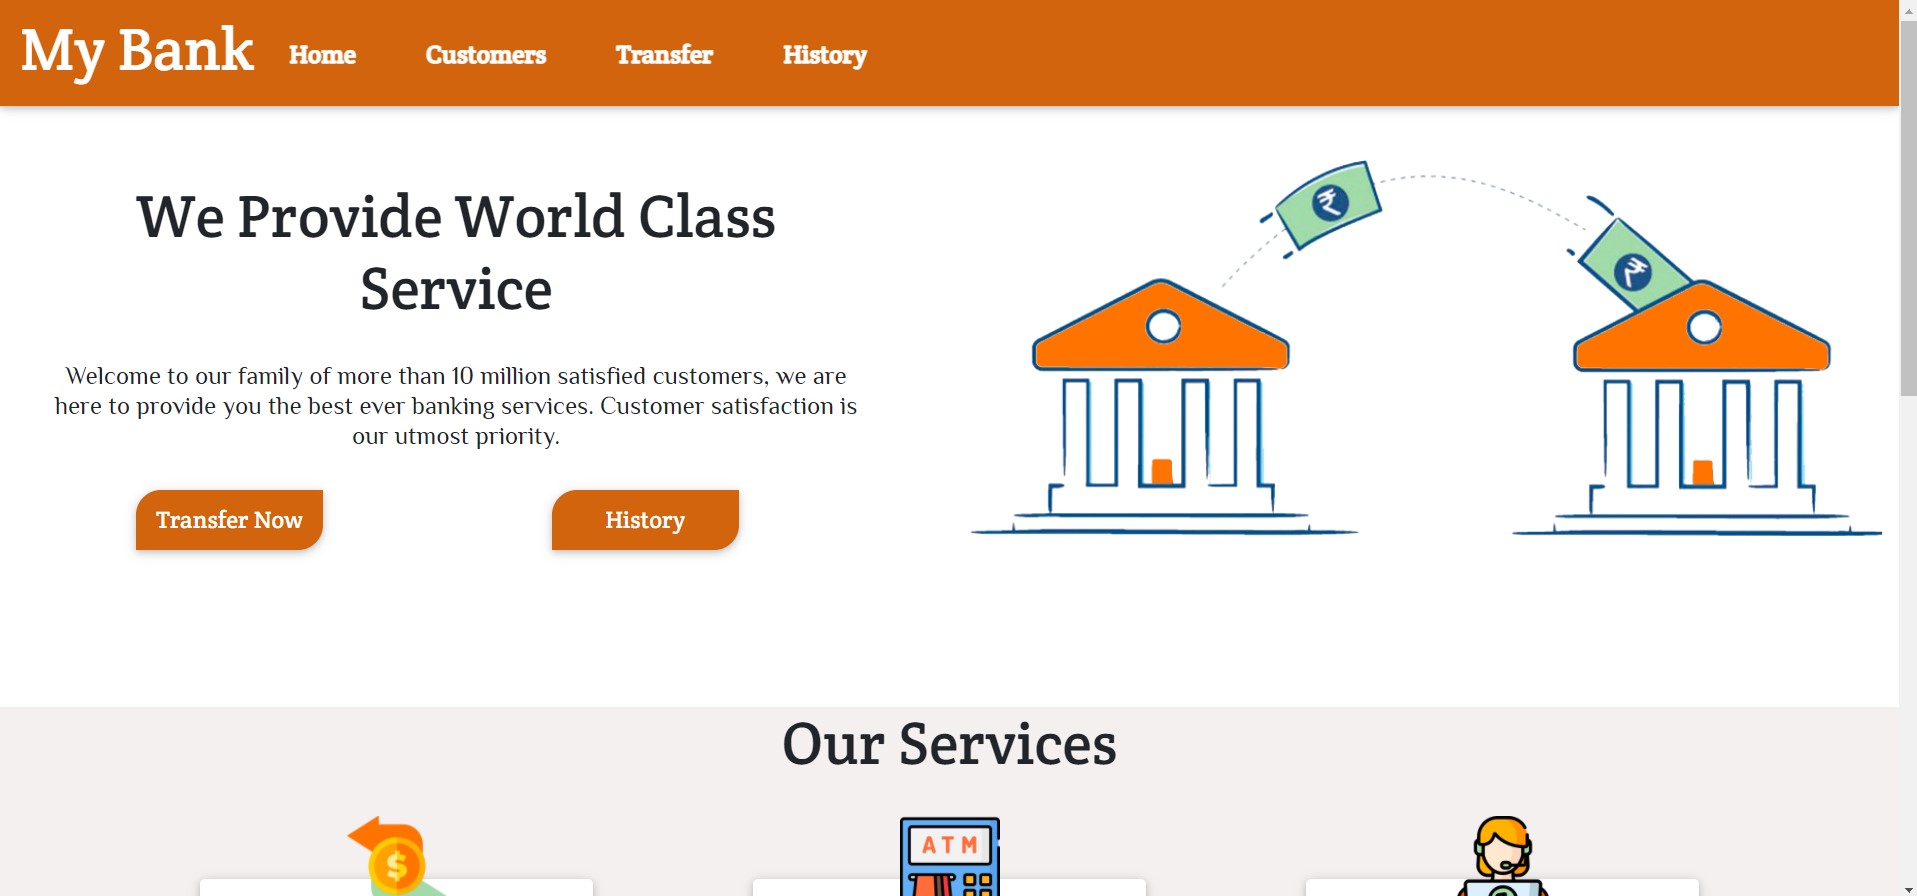 My Bank Home Customers Transfer History
We Provide World Class
Service
Welcome to our family of more than 10 million satisfied customers, we are
here to provide you the best ever banking services. Customer satisfaction is
our utmost priority.
Transfer Now History
₹
₹
Our Services
$
ATM